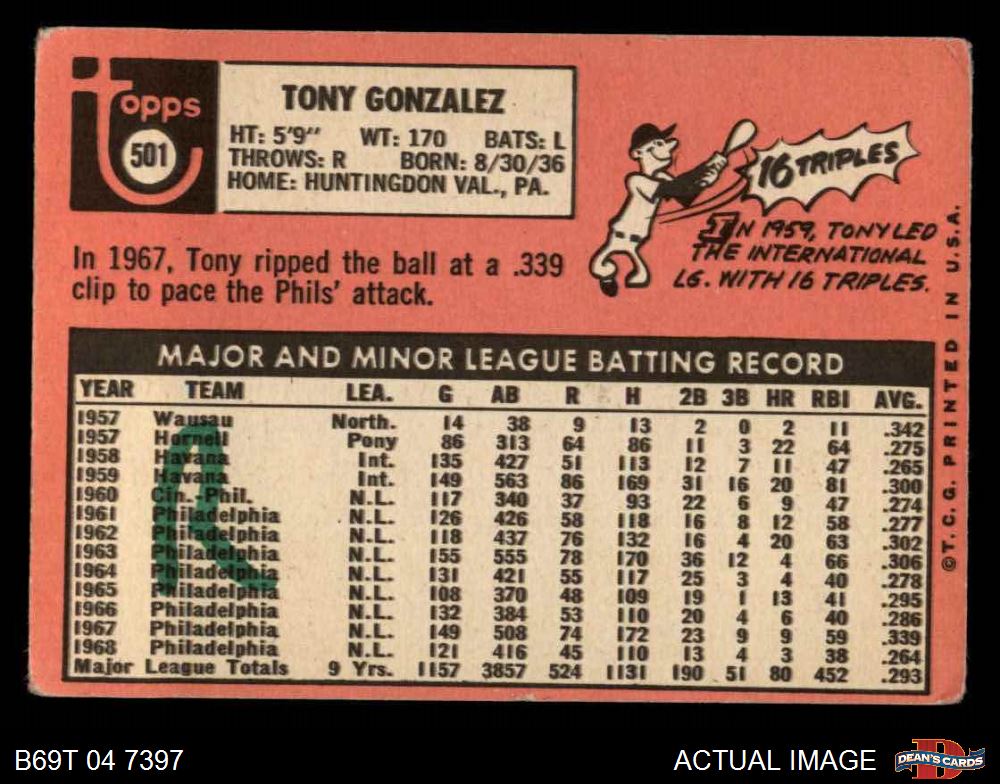 topps
501
TONY GONZALEZ
HT: 5'9" WT: 170 BATS: L
THROWS: R BORN: 8/30/36
HOME: HUNTINGDON VAL., PA.
In 1967, Tony ripped the ball at a .339
clip to pace the Phils' attack.
16 TRIPLES
IN 1959, TONY LED
THE INTERNATIONAL
LG. WITH 16 TRIPLES.
©T.C.G. PRINTED IN U.S.A.
MAJOR AND MINOR LEAGUE BATTING RECORD
YEAR TEAM LEA. G AB R H 2B 3B HR RBI AVG.
1957 Wausau North. 14 38 9 13 2 0 2 11 .342
1957 Hornell Pony 86 313 64 86 11 3 22 64 .275
1958 Havana Int. 135 427 51 113 12 7 11 47 .265
1959 Havana Int. 149 563 86 169 31 16 20 81 .300
1960 Cin.-Phil. N.L. 117 340 37 93 22 6 9 47 .274
1961 Philadelphia N.L. 126 426 58 118 16 8 12 58 .277
1962 Philadelphia N.L. 118 437 76 132 16 4 20 63 .302
1963 Philadelphia N.L. 155 555 78 170 36 12 4 66 .306
1964 Philadelphia N.L. 131 421 55 117 25 3 4 40 .278
1965 Philadelphia N.L. 108 370 48 109 19 1 13 41 .295
1966 Philadelphia N.L. 132 384 53 110 20 4 6 40 .286
1967 Philadelphia N.L. 149 508 74 172 23 9 9 59 .339
1968 Philadelphia N.L. 121 416 45 110 13 4 3 38 .264
Major League Totals 9 Yrs. 1157 3857 524 1131 190 51 80 452 .293
R
B69T 04 7397
ACTUAL IMAGE
DEAN'S CARDS